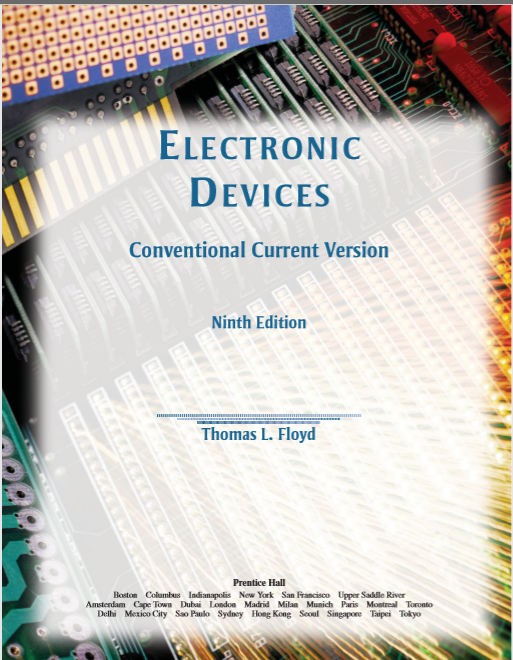 ELECTRONIC
DEVICES
Conventional Current Version
Ninth Edition
Thomas L. Floyd
Prentice Hall
Boston Columbus Indianapolis New York San Francisco Upper Saddle River
Amsterdam Cape Town Dubai London Madrid Milan Munich Paris Montreal Toronto
Delhi Mexico City Sao Paulo Sydney Hong Kong Seoul Singapore Taipei Tokyo